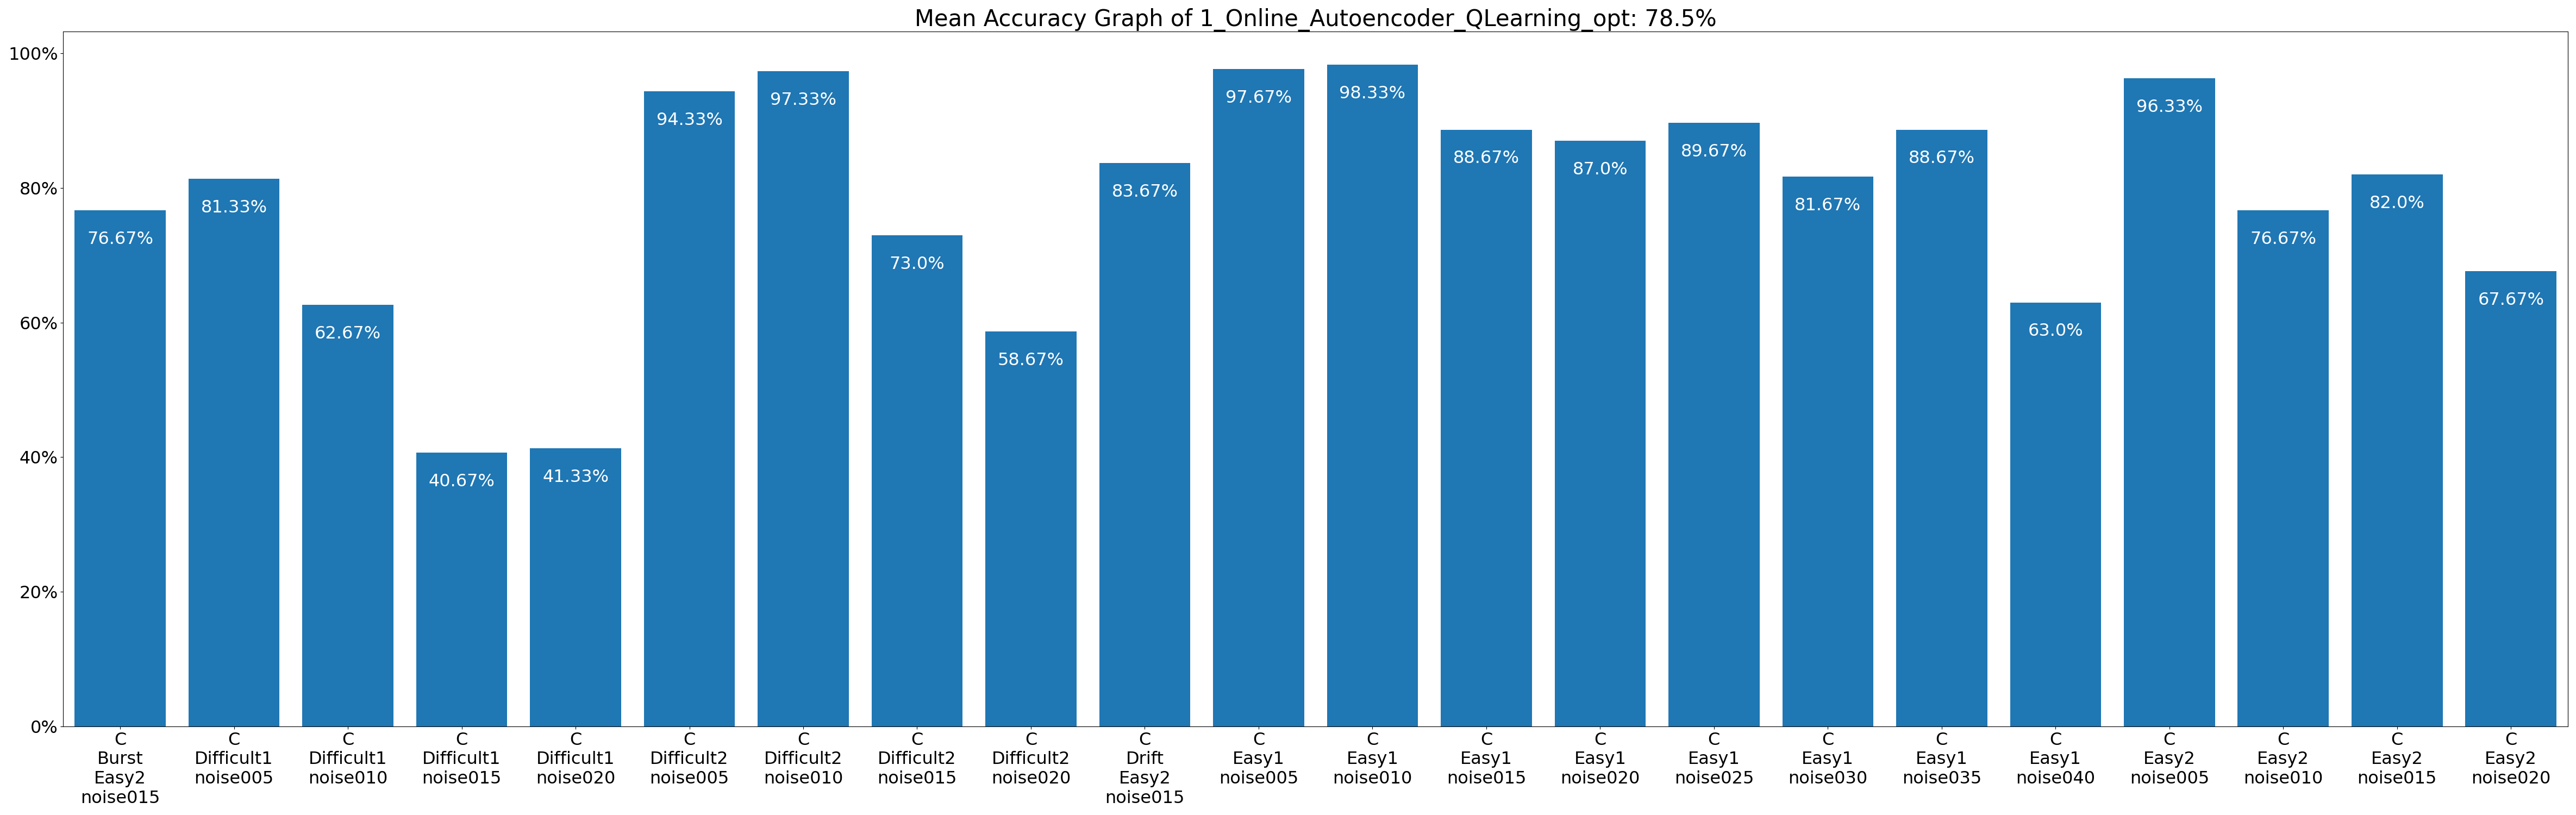 Mean Accuracy Graph of 1_Online_Autoencoder_QLearning_opt: 78.5%
100%
80%
60%
40%
20%
0%
76.67%
81.33%
62.67%
40.67%
41.33%
94.33%
97.33%
73.0%
58.67%
83.67%
97.67%
98.33%
88.67%
87.0%
89.67%
81.67%
88.67%
63.0%
96.33%
76.67%
82.0%
67.67%
C
Burst
Easy2
noise015
C
Difficult1
noise005
C
Difficult1
noise010
C
Difficult1
noise015
C
Difficult1
noise020
C
Difficult2
noise005
C
Difficult2
noise010
C
Difficult2
noise015
C
Difficult2
noise020
C
Drift
Easy2
noise015
C
Easy1
noise005
C
Easy1
noise010
C
Easy1
noise015
C
Easy1
noise020
C
Easy1
noise025
C
Easy1
noise030
C
Easy1
noise035
C
Easy1
noise040
C
Easy2
noise005
C
Easy2
noise010
C
Easy2
noise015
C
Easy2
noise020